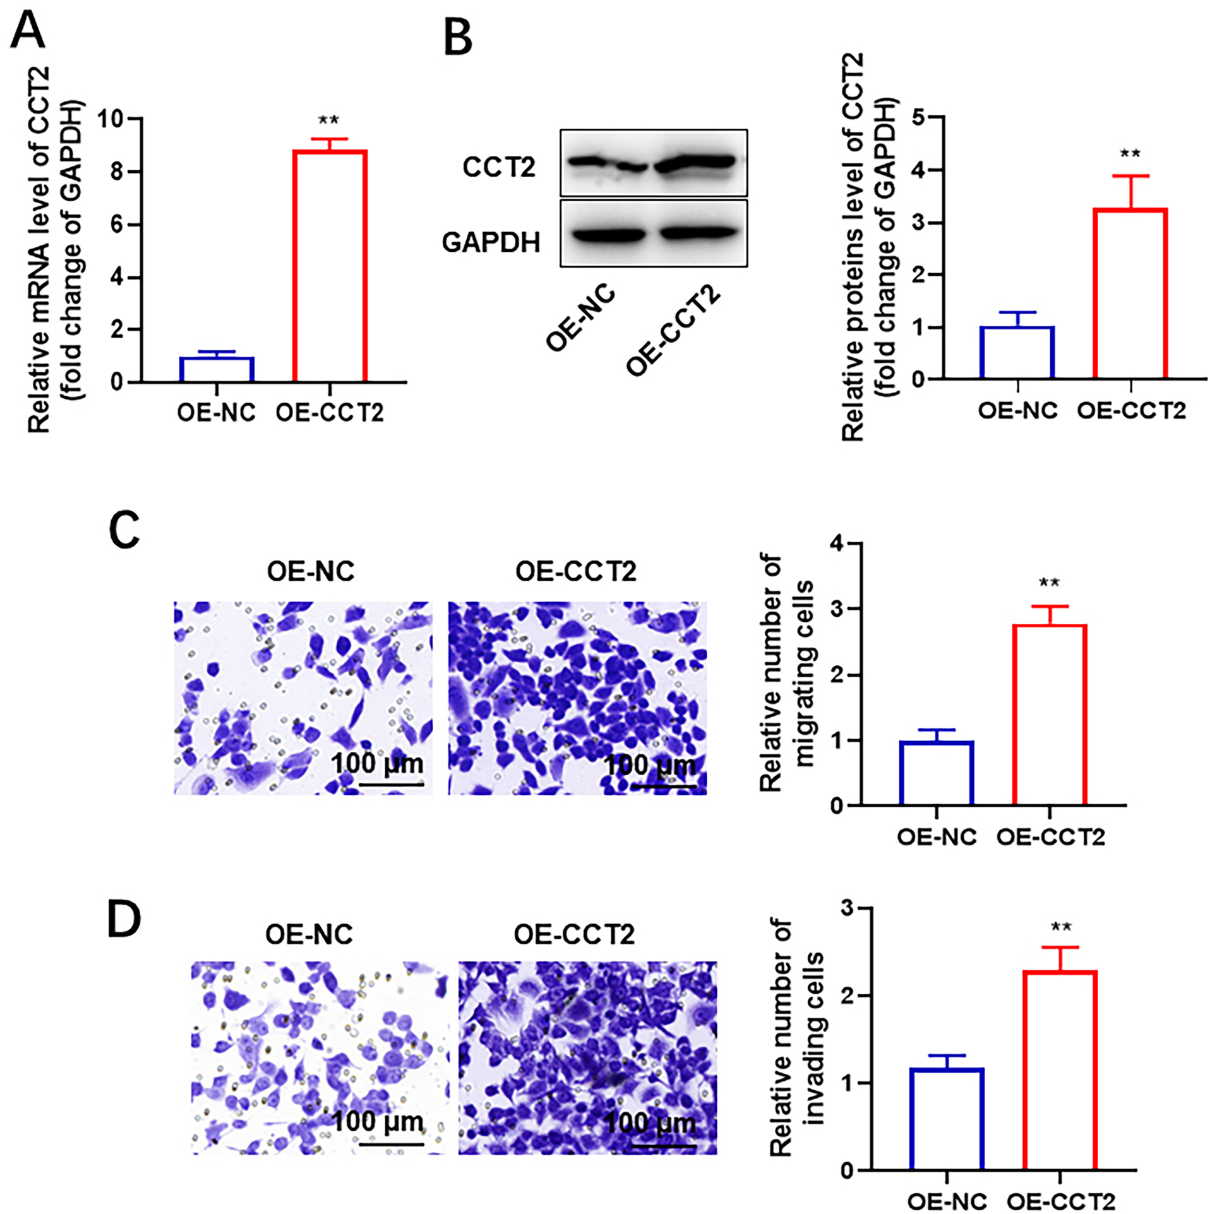 A
Relative mRNA level of CCT2
(fold change of GAPDH)
10
8
6
4
2
0
**
OE-NC
OE-CCT2
B
CCT2
GAPDH
OE-NC
OE-CCT2
Relative proteins level of CCT2
(fold change of GAPDH)
5
4
3
2
1
0
**
OE-NC
OE-CCT2
C
OE-NC
OE-CCT2
100 μm
100 μm
Relative number of
migrating cells
4
3
2
1
0
**
OE-NC
OE-CCT2
D
OE-NC
OE-CCT2
100 μm
100 μm
Relative number of
invading cells
3
2
1
0
**
OE-NC
OE-CCT2